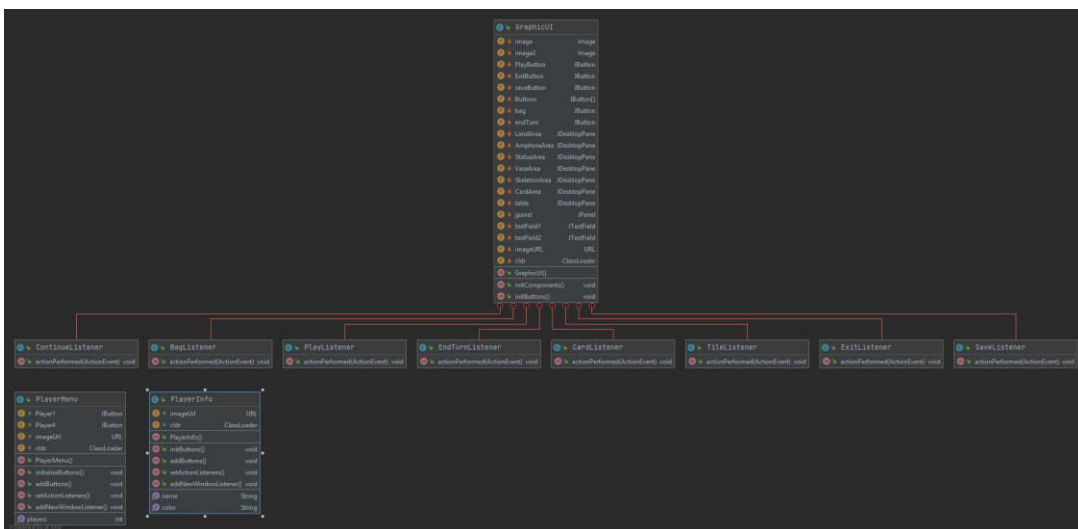 GraphicUI
image Image
image2 Image
PlayButton JButton
ExitButton JButton
saveButton JButton
Buttons JButton[]
bag JButton
endTurn JButton
LandArea JDesktopPane
AmphoraArea JDesktopPane
StatueArea JDesktopPane
VaseArea JDesktopPane
SkeletonArea JDesktopPane
CardArea JDesktopPane
table JDesktopPane
jpanel JPanel
textField1 JTextField
textField2 JTextField
imageURL URL
cldr ClassLoader
GraphicUI()
initComponents() void
initButtons() void
ContinueListener BagListener PlayListener EndTurnListener CardListener TileListener ExitListener SaveListener
actionPerformed(ActionEvent) void actionPerformed(ActionEvent) void actionPerformed(ActionEvent) void actionPerformed(ActionEvent) void actionPerformed(ActionEvent) void actionPerformed(ActionEvent) void actionPerformed(ActionEvent) void actionPerformed(ActionEvent) void
PlayerMenu
Player1 JButton
Player4 JButton
imageUrl URL
cldr ClassLoader
PlayerMenu()
initialiseButtons() void
addButtons() void
setActionListeners() void
addNewWindowListener() void
players int
PlayerInfo
imageUrl URL
cldr ClassLoader
PlayerInfo()
initButtons() void
addButtons() void
setActionListeners() void
addNewWindowListener() void
name String
color String